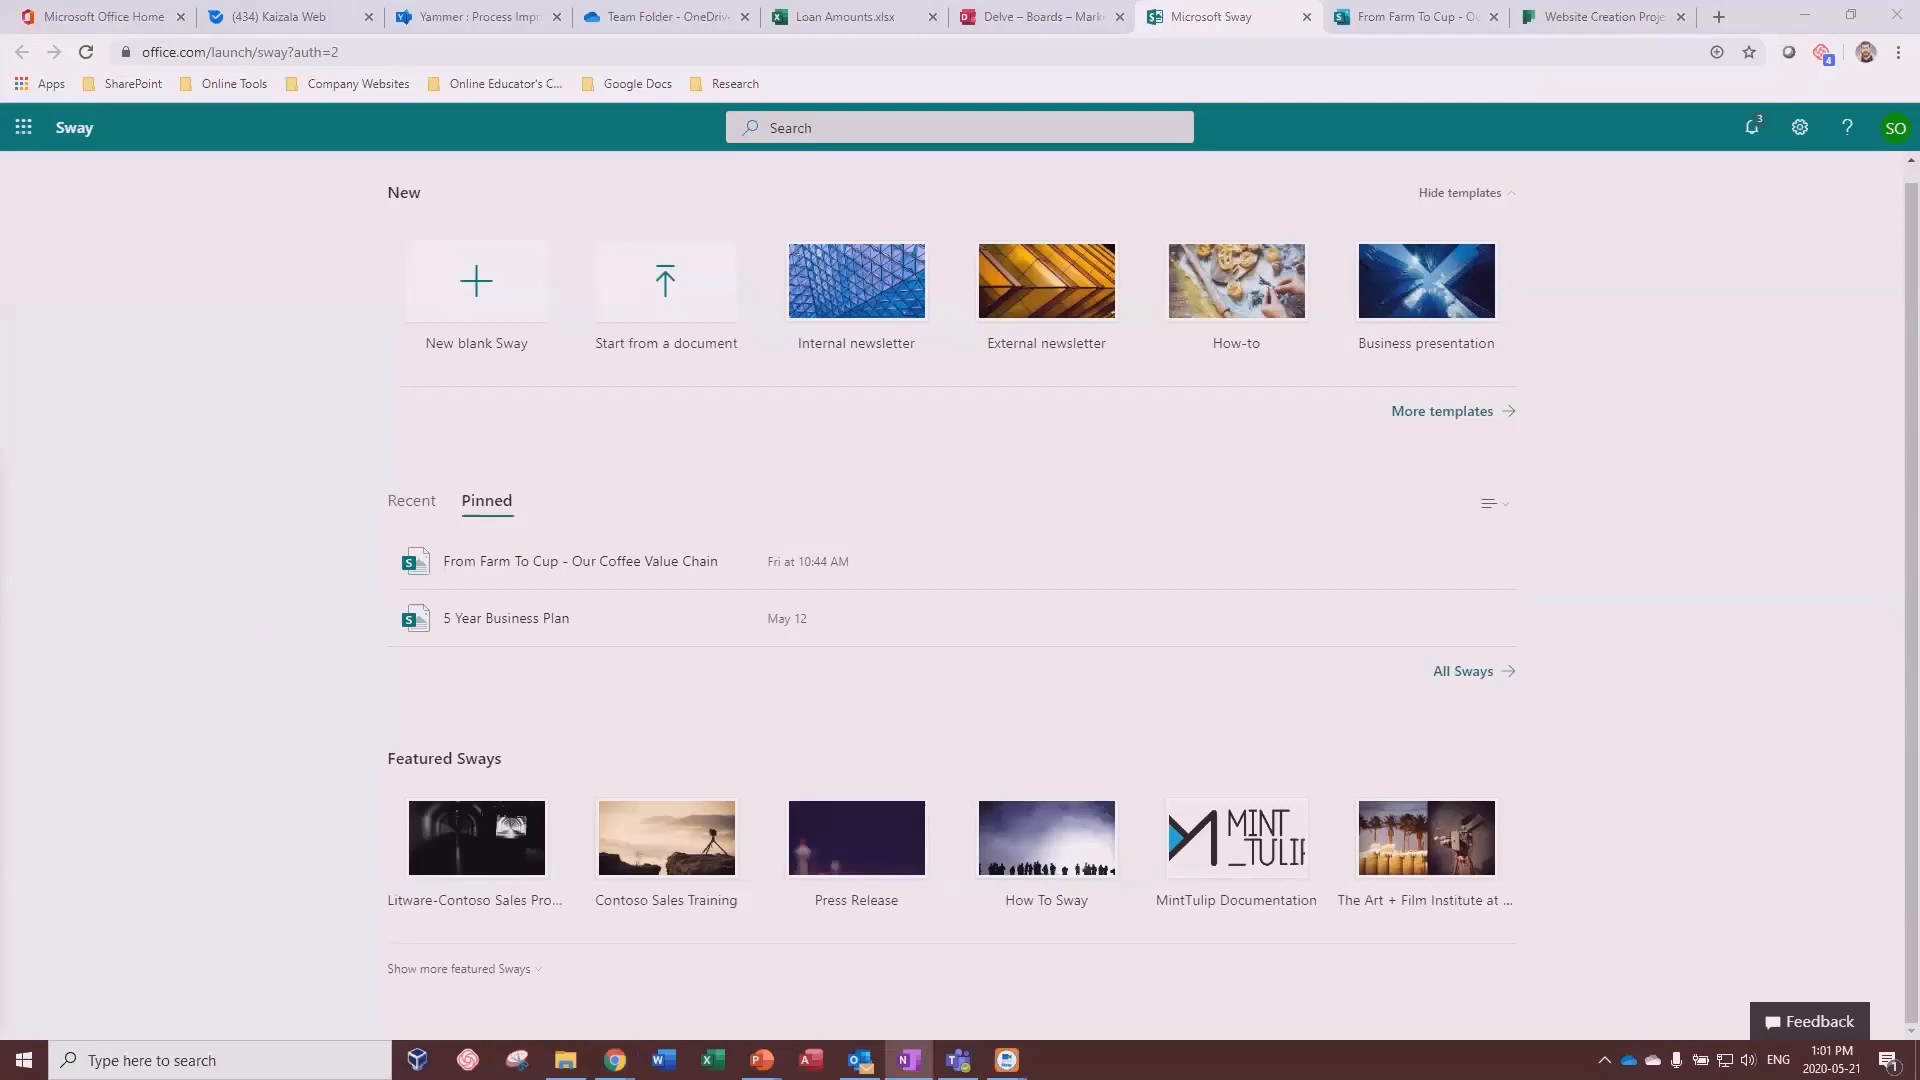 Microsoft Office Home
(434) Kaizala Web
Yammer : Process Impr
Team Folder - OneDriv
Loan Amounts.xlsx
Delve – Boards – Mark
Microsoft Sway
From Farm To Cup - Ou
Website Creation Proje
office.com/launch/sway?auth=2
4
Apps
SharePoint
Online Tools
Company Websites
Online Educator's C...
Google Docs
Research
Sway
Search
3
?
SO
New
Hide templates
New blank Sway
Start from a document
Internal newsletter
External newsletter
How-to
Business presentation
More templates
Recent
Pinned
From Farm To Cup - Our Coffee Value Chain
Fri at 10:44 AM
5 Year Business Plan
May 12
All Sways
Featured Sways
MINT
_TULIP
Litware-Contoso Sales Pro...
Contoso Sales Training
Press Release
How To Sway
MintTulip Documentation
The Art + Film Institute at ...
Show more featured Sways
Feedback
Type here to search
ENG
1:01 PM
2020-05-21
1